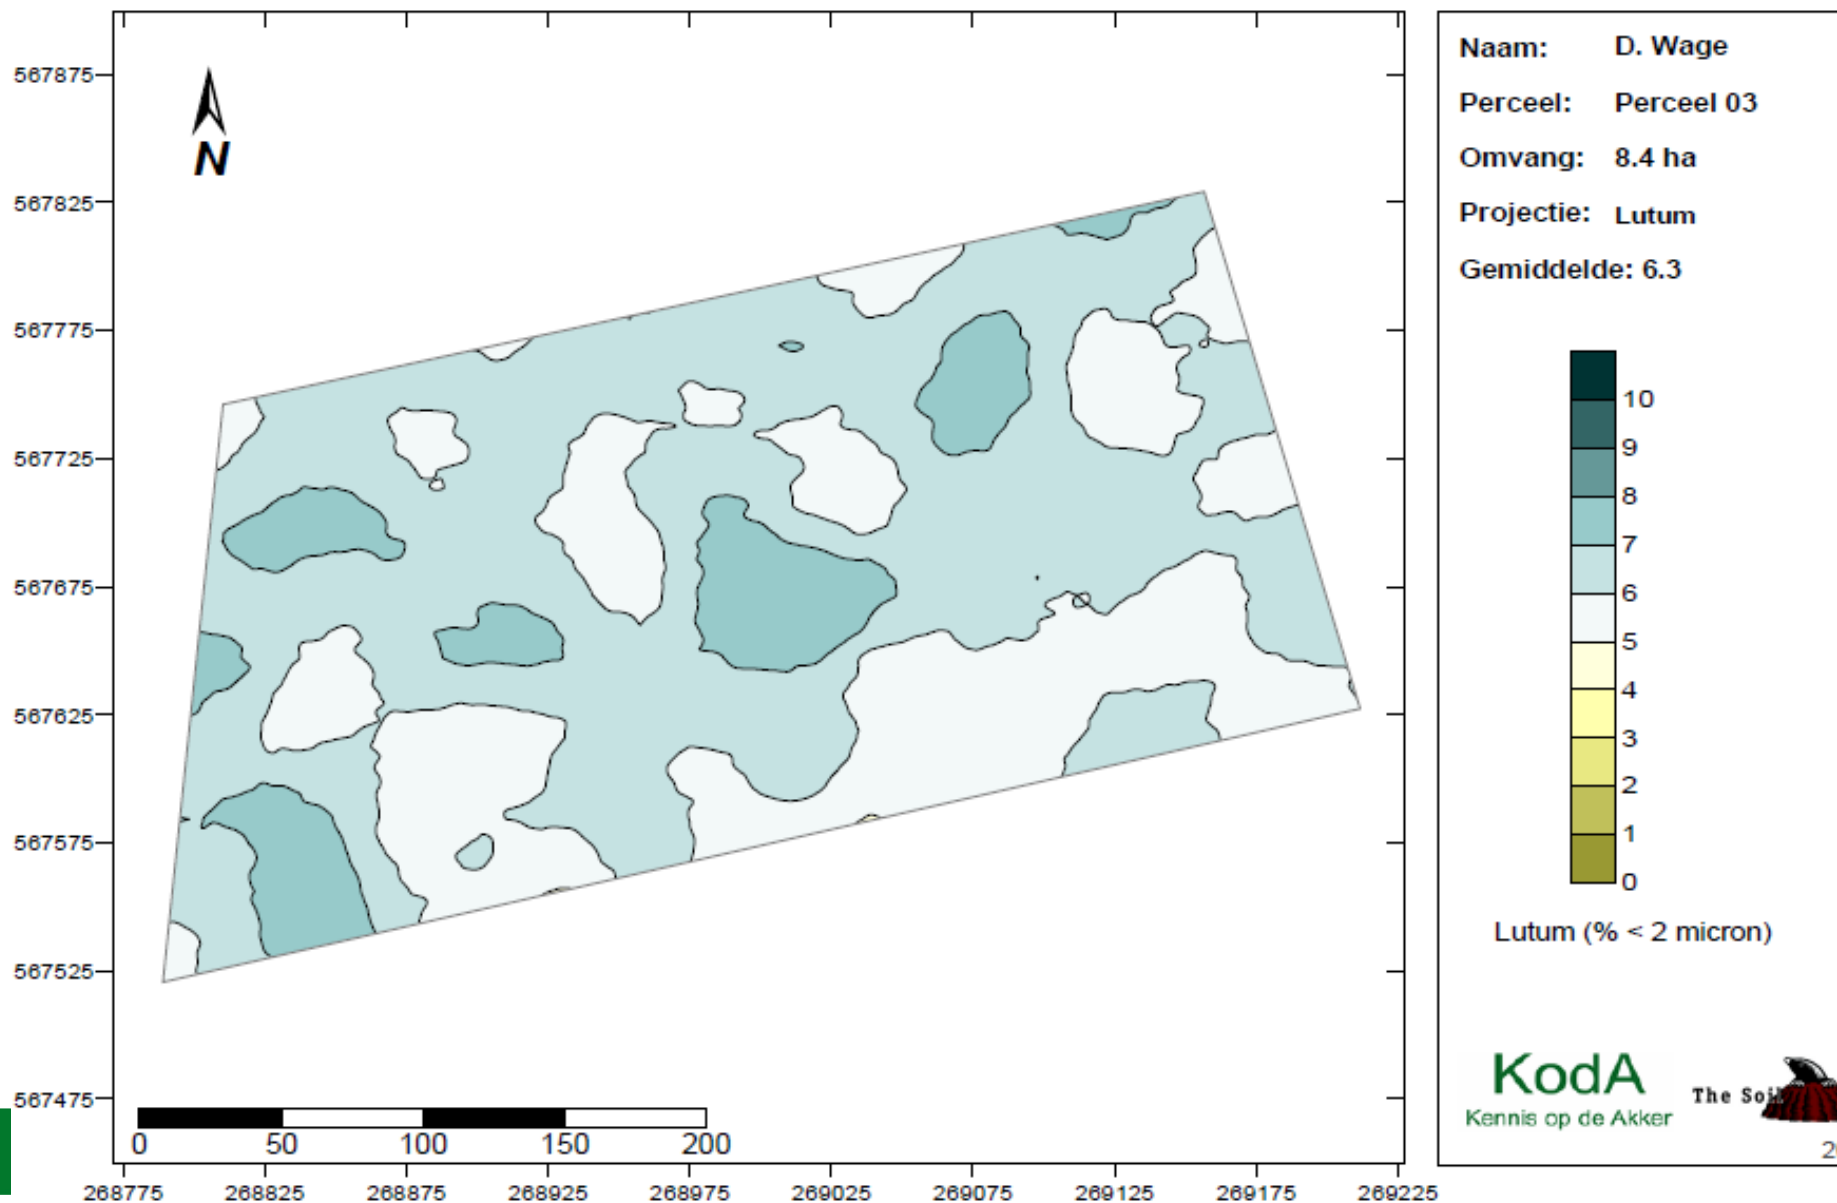 567875
567825
567775
567725
567675
567625
567575
567525
567475
N
0 50 100 150 200
268775 268825 268875 268925 268975 269025 269075 269125 269175 269225
Naam: D. Wage
Perceel: Perceel 03
Omvang: 8.4 ha
Projectie: Lutum
Gemiddelde: 6.3
10
9
8
7
6
5
4
3
2
1
0
Lutum (% < 2 micron)
KodA
Kennis op de Akker
The Soil